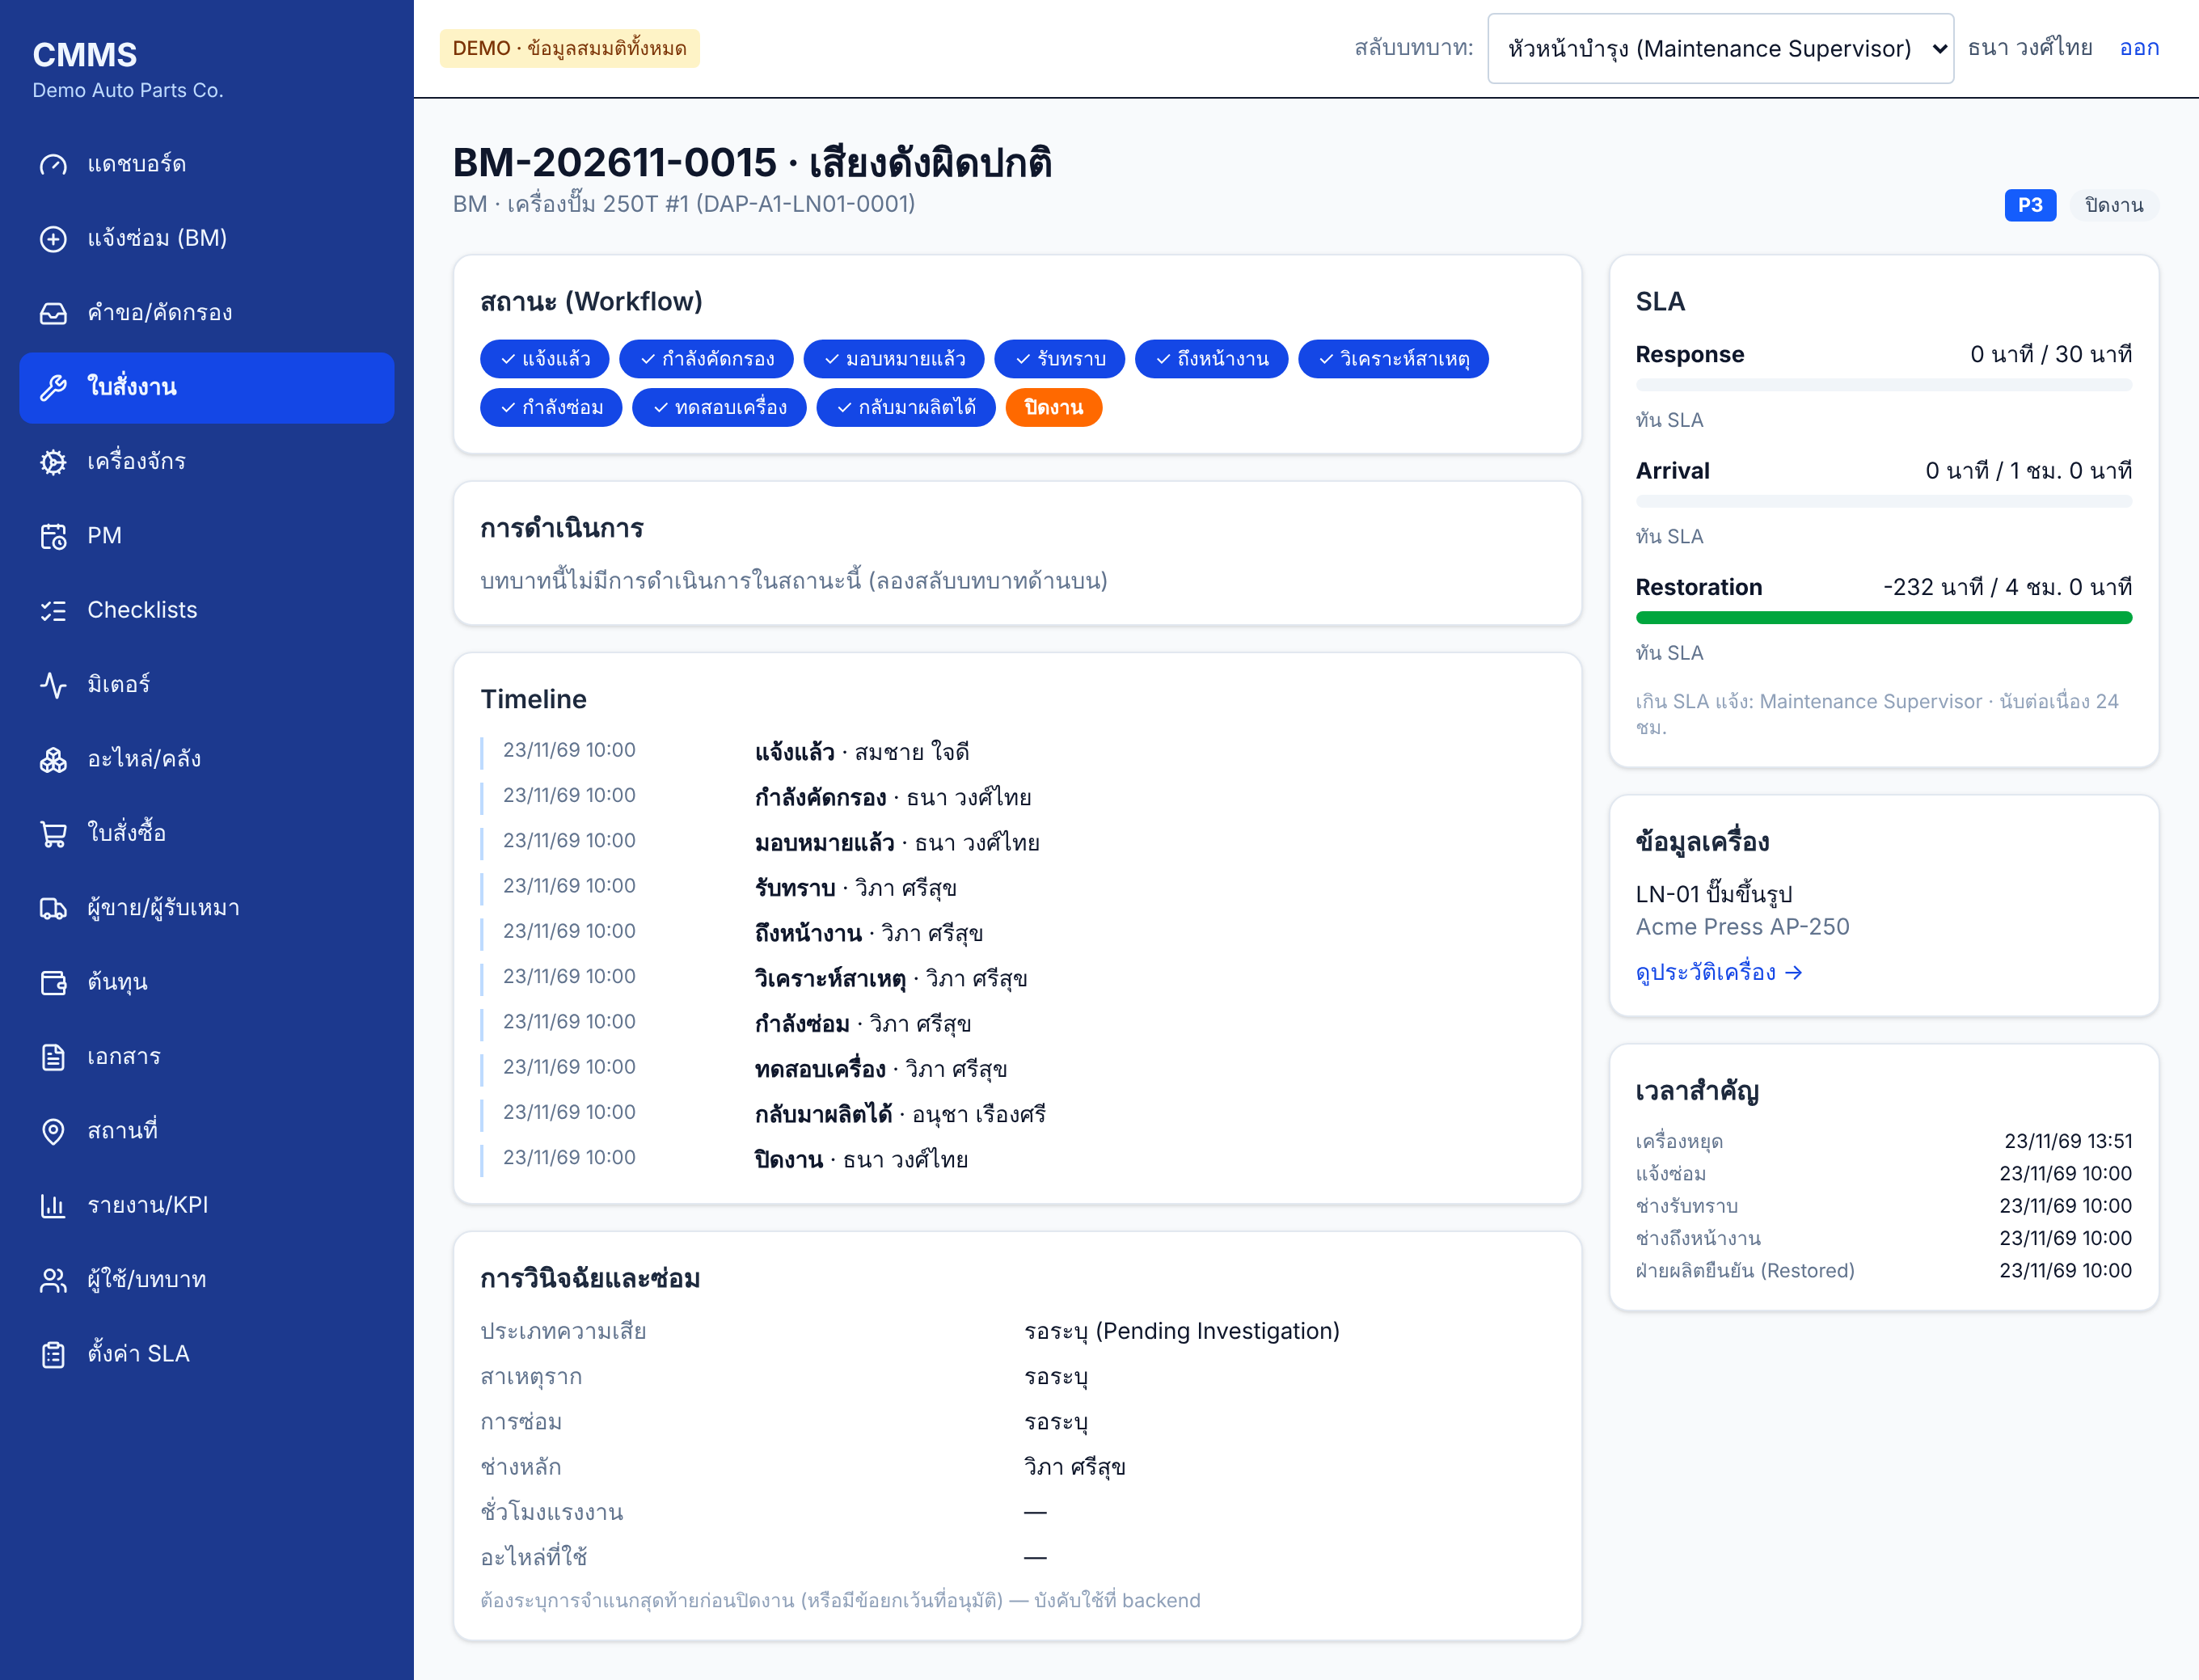 CMMS
Demo Auto Parts Co.
แดชบอร์ด
แจ้งซ่อม (BM)
คำขอ/คัดกรอง
ใบสั่งงาน
เครื่องจักร
PM
Checklists
มิเตอร์
อะไหล่/คลัง
ใบสั่งซื้อ
ผู้ขาย/ผู้รับเหมา
ต้นทุน
เอกสาร
สถานที่
รายงาน/KPI
ผู้ใช้/บทบาท
ตั้งค่า SLA
DEMO · ข้อมูลสมมติทั้งหมด
สลับบทบาท: หัวหน้าบำรุง (Maintenance Supervisor) ธนา วงศ์ไทย ออก
BM-202611-0015 · เสียงดังผิดปกติ
BM · เครื่องปั๊ม 250T #1 (DAP-A1-LN01-0001)
P3 ปิดงาน
สถานะ (Workflow)
✓ แจ้งแล้ว ✓ กำลังคัดกรอง ✓ มอบหมายแล้ว ✓ รับทราบ ✓ ถึงหน้างาน ✓ วิเคราะห์สาเหตุ
✓ กำลังซ่อม ✓ ทดสอบเครื่อง ✓ กลับมาผลิตได้ ปิดงาน
การดำเนินการ
บทบาทนี้ไม่มีการดำเนินการในสถานะนี้ (ลองสลับบทบาทด้านบน)
Timeline
23/11/69 10:00 แจ้งแล้ว · สมชาย ใจดี
23/11/69 10:00 กำลังคัดกรอง · ธนา วงศ์ไทย
23/11/69 10:00 มอบหมายแล้ว · ธนา วงศ์ไทย
23/11/69 10:00 รับทราบ · วิภา ศรีสุข
23/11/69 10:00 ถึงหน้างาน · วิภา ศรีสุข
23/11/69 10:00 วิเคราะห์สาเหตุ · วิภา ศรีสุข
23/11/69 10:00 กำลังซ่อม · วิภา ศรีสุข
23/11/69 10:00 ทดสอบเครื่อง · วิภา ศรีสุข
23/11/69 10:00 กลับมาผลิตได้ · อนุชา เรืองศรี
23/11/69 10:00 ปิดงาน · ธนา วงศ์ไทย
การวินิจฉัยและซ่อม
ประเภทความเสีย รอระบุ (Pending Investigation)
สาเหตุราก รอระบุ
การซ่อม รอระบุ
ช่างหลัก วิภา ศรีสุข
ชั่วโมงแรงงาน —
อะไหล่ที่ใช้ —
ต้องระบุการจำแนกสุดท้ายก่อนปิดงาน (หรือมีข้อยกเว้นที่อนุมัติ) — บังคับใช้ที่ backend
SLA
Response 0 นาที / 30 นาที
ทัน SLA
Arrival 0 นาที / 1 ชม. 0 นาที
ทัน SLA
Restoration -232 นาที / 4 ชม. 0 นาที
ทัน SLA
เกิน SLA แจ้ง: Maintenance Supervisor · นับต่อเนื่อง 24
ชม.
ข้อมูลเครื่อง
LN-01 ปั๊มขึ้นรูป
Acme Press AP-250
ดูประวัติเครื่อง →
เวลาสำคัญ
เครื่องหยุด 23/11/69 13:51
แจ้งซ่อม 23/11/69 10:00
ช่างรับทราบ 23/11/69 10:00
ช่างถึงหน้างาน 23/11/69 10:00
ฝ่ายผลิตยืนยัน (Restored) 23/11/69 10:00